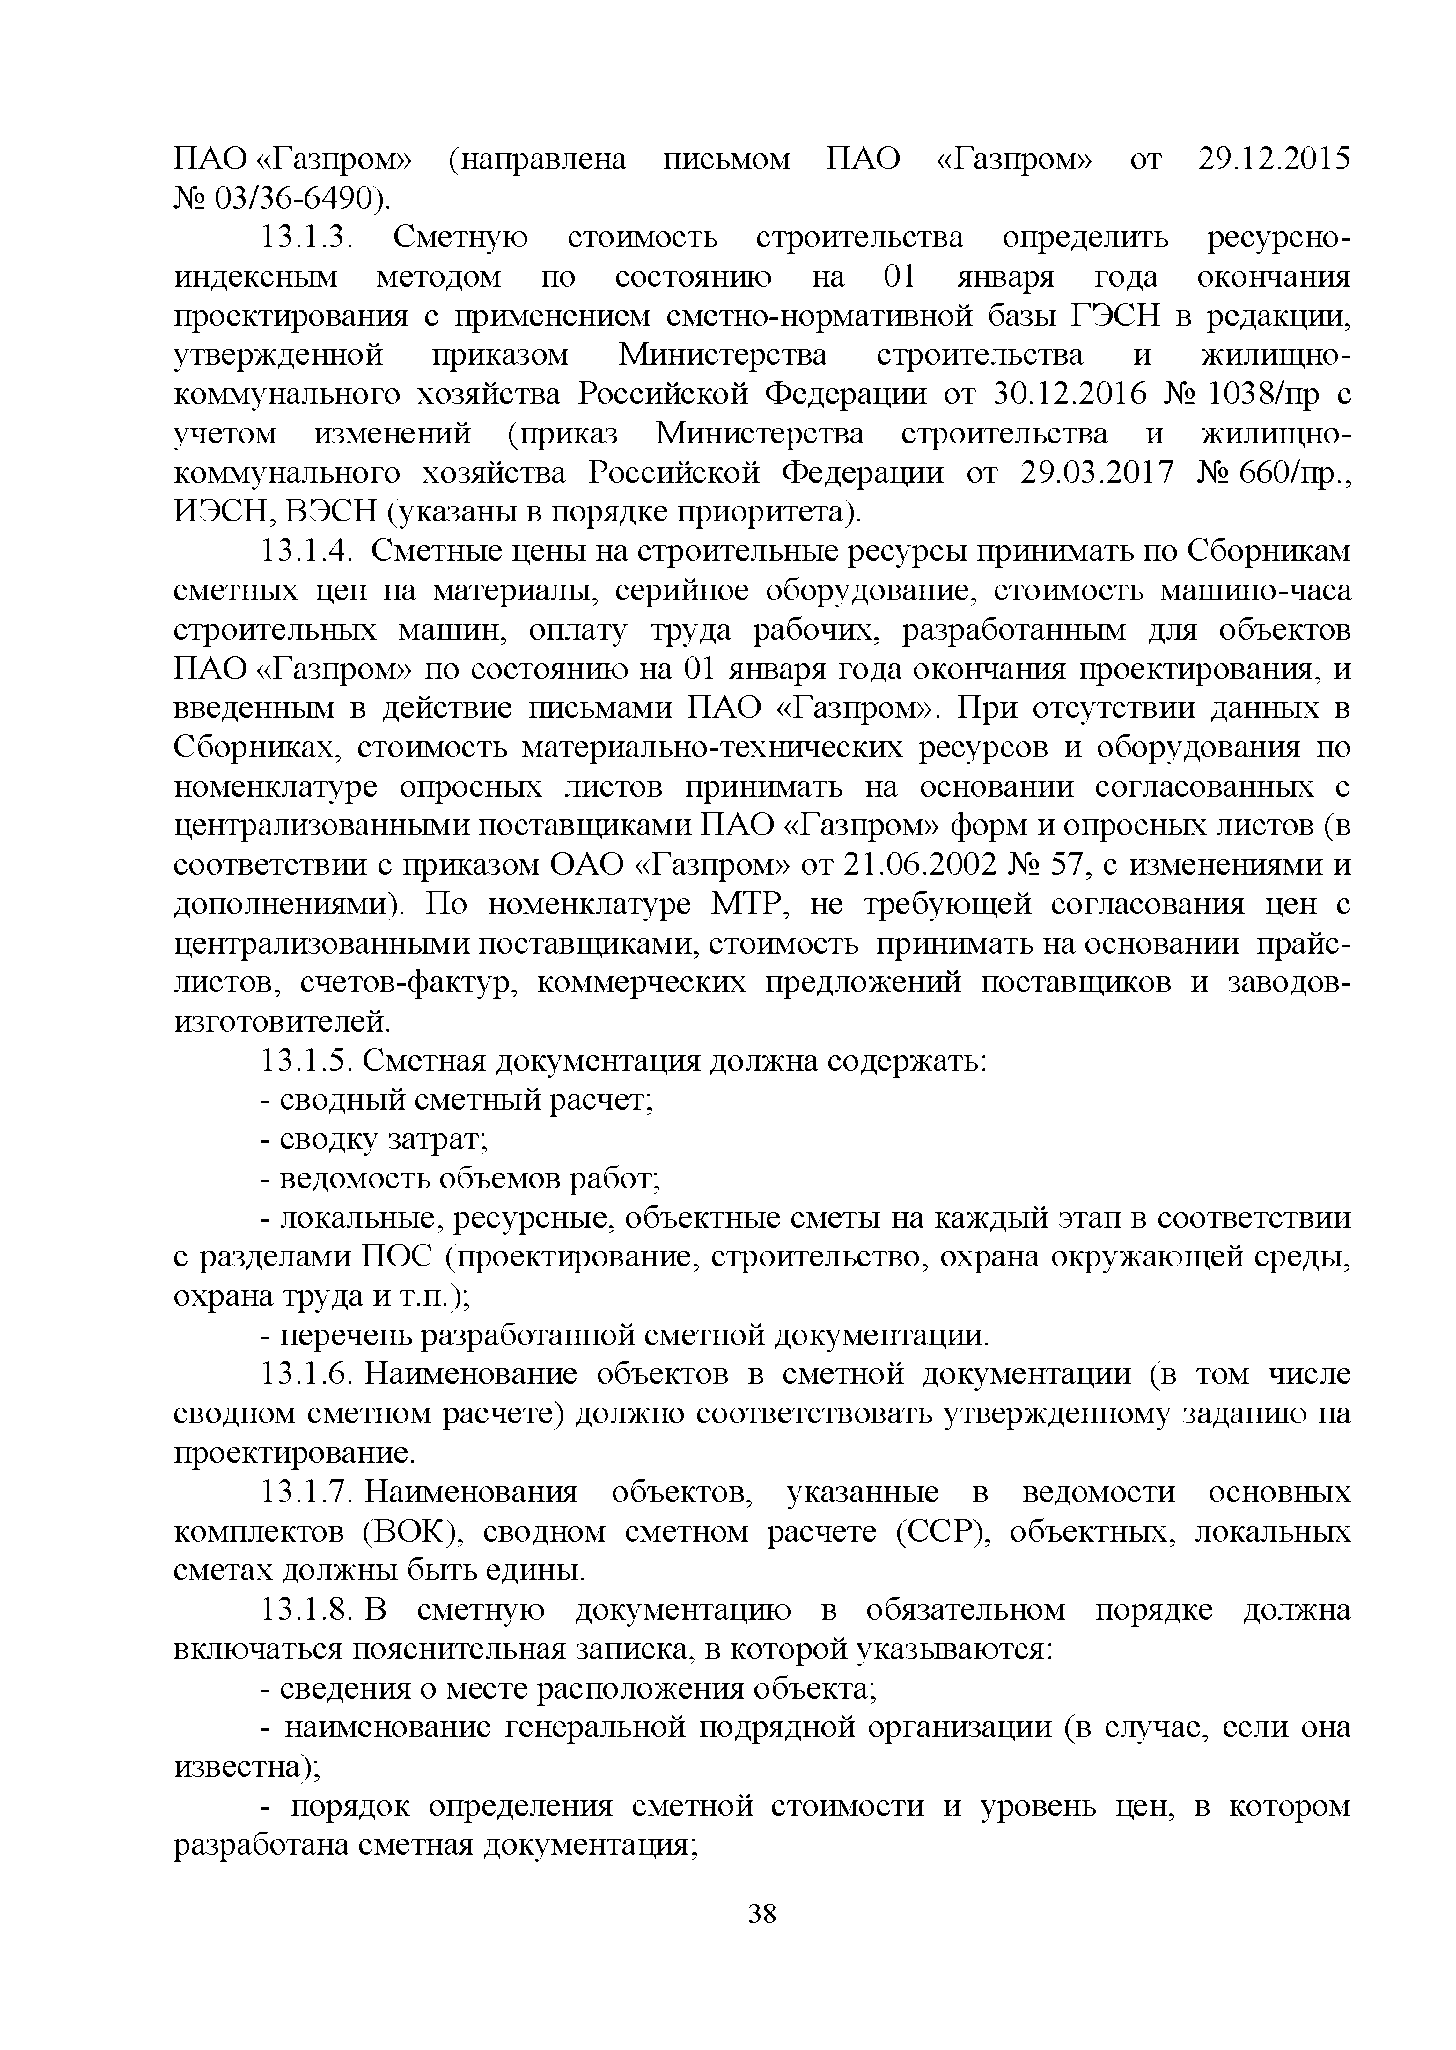 ПАО «Газпром» (направлена письмом ПАО «Газпром» от 29.12.2015
№ 03/36-6490).
13.1.3. Сметную стоимость строительства определить ресурсно-
индексным методом по состоянию на 01 января года окончания
проектирования с применением сметно-нормативной базы ГЭСН в редакции,
утвержденной приказом Министерства строительства и жилищно-
коммунального хозяйства Российской Федерации от 30.12.2016 № 1038/пр с
учетом изменений (приказ Министерства строительства и жилищно-
коммунального хозяйства Российской Федерации от 29.03.2017 № 660/пр.,
ИЭСН, ВЭСН (указаны в порядке приоритета).
13.1.4. Сметные цены на строительные ресурсы принимать по Сборникам
сметных цен на материалы, серийное оборудование, стоимость машино-часа
строительных машин, оплату труда рабочих, разработанным для объектов
ПАО «Газпром» по состоянию на 01 января года окончания проектирования, и
введенным в действие письмами ПАО «Газпром». При отсутствии данных в
Сборниках, стоимость материально-технических ресурсов и оборудования по
номенклатуре опросных листов принимать на основании согласованных с
централизованными поставщиками ПАО «Газпром» форм и опросных листов (в
соответствии с приказом ОАО «Газпром» от 21.06.2002 № 57, с изменениями и
дополнениями). По номенклатуре МТР, не требующей согласования цен с
централизованными поставщиками, стоимость принимать на основании прайс-
листов, счетов-фактур, коммерческих предложений поставщиков и заводов-
изготовителей.
13.1.5. Сметная документация должна содержать:
- сводный сметный расчет;
- сводку затрат;
- ведомость объемов работ;
- локальные, ресурсные, объектные сметы на каждый этап в соответствии
с разделами ПОС (проектирование, строительство, охрана окружающей среды,
охрана труда и т.п.);
- перечень разработанной сметной документации.
13.1.6. Наименование объектов в сметной документации (в том числе
сводном сметном расчете) должно соответствовать утвержденному заданию на
проектирование.
13.1.7. Наименования объектов, указанные в ведомости основных
комплектов (ВОК), сводном сметном расчете (ССР), объектных, локальных
сметах должны быть едины.
13.1.8. В сметную документацию в обязательном порядке должна
включаться пояснительная записка, в которой указываются:
- сведения о месте расположения объекта;
- наименование генеральной подрядной организации (в случае, если она
известна);
- порядок определения сметной стоимости и уровень цен, в котором
разработана сметная документация;
38